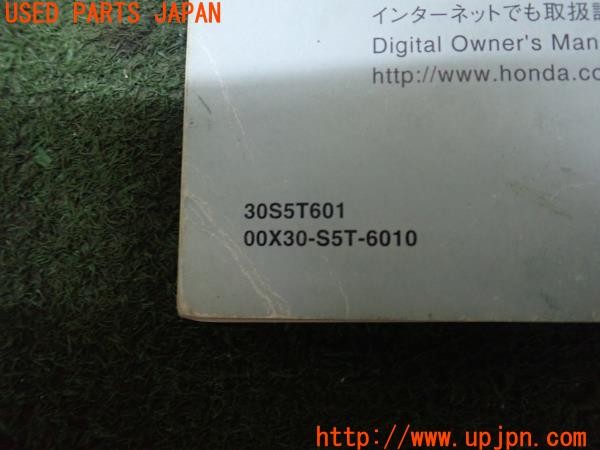 USED PARTS JAPAN
インターネットでも取扱
Digital Owner's Man
http://www.honda.co
30S5T601
00X30-S5T-6010
http://www.upjpn.com